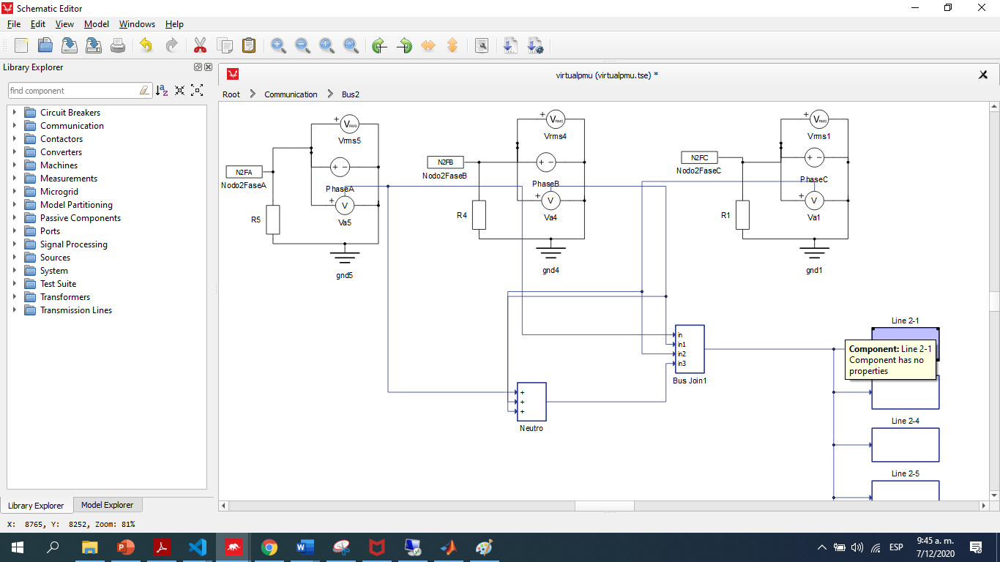 Schematic Editor
File Edit View Model Windows Help
Library Explorer
find component
a
z
Circuit Breakers
Communication
Contactors
Converters
Machines
Measurements
Microgrid
Model Partitioning
Passive Components
Ports
Signal Processing
Sources
System
Test Suite
Transformers
Transmission Lines
Library Explorer
Model Explorer
X: 8765, Y: 8252, Zoom: 81%
virtualpmu (virtualpmu.tse) *
Root Communication Bus2
VRMS
Vrms5
N2FA
Nodo2FaseA
PhaseA
V
Va5
R5
gnd5
VRMS
Vrms4
N2FB
Nodo2FaseB
PhaseB
V
Va4
R4
gnd4
VRMS
Vrms1
N2FC
Nodo2FaseC
PhaseC
V
Va1
R1
gnd1
in
in1
in2
in3
Bus Join1
+
+
+
Neutro
Line 2-1
Component: Line 2-1
Component has no
properties
Line 2-4
Line 2-5
ESP
9:45 a. m.
7/12/2020